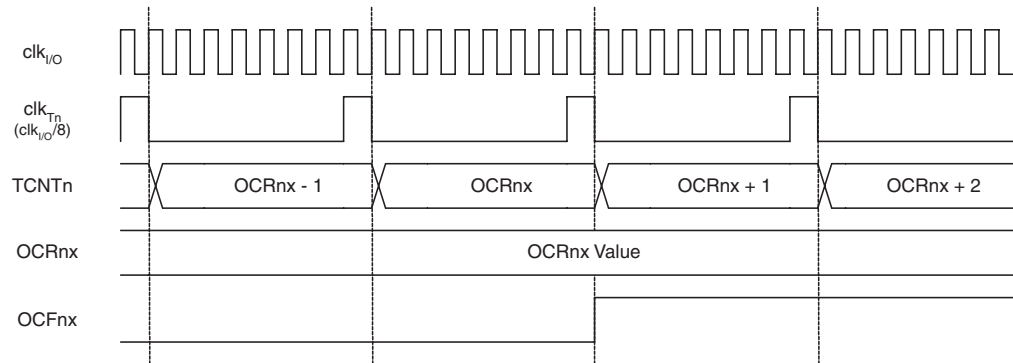 clkI/O
clkTn
(clkI/O/8)
TCNTn OCRnx - 1 OCRnx OCRnx + 1 OCRnx + 2
OCRnx OCRnx Value
OCFnx